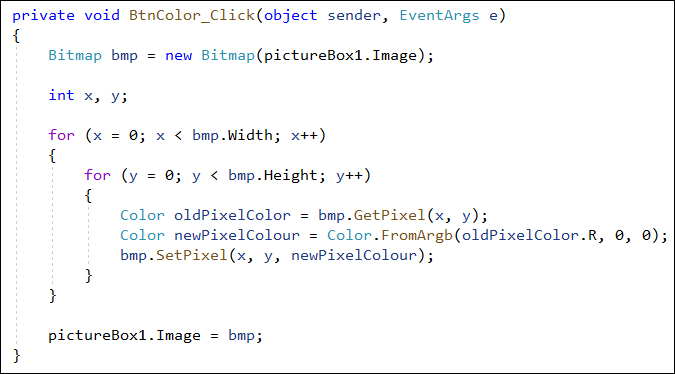 private void BtnColor_Click(object sender, EventArgs e)
{
    Bitmap bmp = new Bitmap(pictureBox1.Image);

    int x, y;

    for (x = 0; x < bmp.Width; x++)
    {
        for (y = 0; y < bmp.Height; y++)
        {
            Color oldPixelColor = bmp.GetPixel(x, y);
            Color newPixelColour = Color.FromArgb(oldPixelColor.R, 0, 0);
            bmp.SetPixel(x, y, newPixelColour);
        }
    }

    pictureBox1.Image = bmp;
}